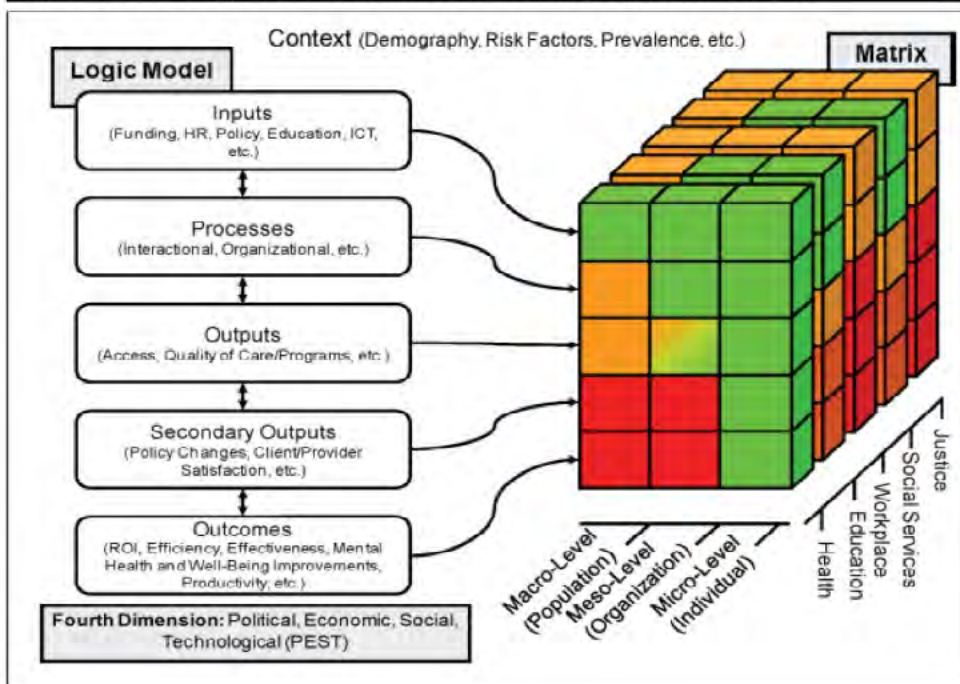 Context (Demography, Risk Factors, Prevalence, etc.)
Logic Model
Matrix
Inputs
(Funding, HR, Policy, Education, ICT,
etc.)
Processes
(Interactional, Organizational, etc.)
Outputs
(Access, Quality of Care/Programs, etc.)
Secondary Outputs
(Policy Changes, Client/Provider
Satisfaction, etc.)
Outcomes
(ROI, Efficiency, Effectiveness, Mental
Health and Well-Being Improvements,
Productivity, etc.)
Fourth Dimension: Political, Economic, Social,
Technological (PEST)
Macro-Level
(Population)
Meso-Level
(Organization)
Micro-Level
(Individual)
Health
Education
Workplace
Social Services
Justice